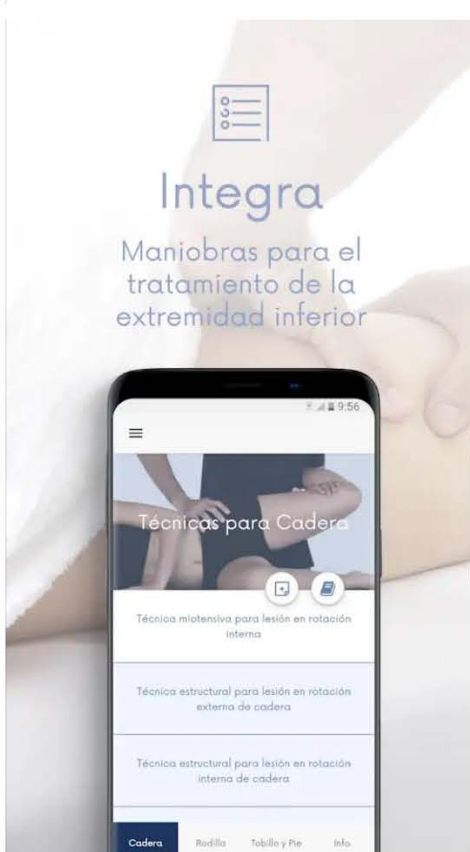 Integra
Maniobras para el
tratamiento de la
extremidad inferior
9:56
Técnicas para Cadera
Técnica miotensiva para lesión en rotación
interna
Técnica estructural para lesión en rotación
externa de cadera
Técnica estructural para lesión en rotación
interna de cadera
Cadera Rodilla Tobillo y Pie Info